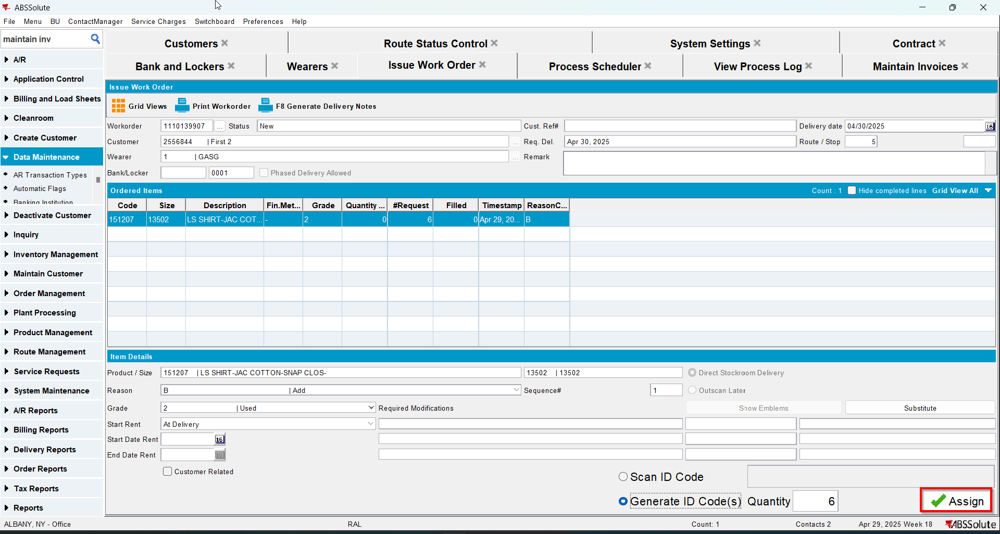 ABSSolute
File Menu BU ContactManager Service Charges Switchboard Preferences Help
maintain inv
A/R
Application Control
Billing and Load Sheets
Cleanroom
Create Customer
Data Maintenance
AR Transaction Types
Automatic Flags
Banking Institution
Deactivate Customer
Inquiry
Inventory Management
Maintain Customer
Order Management
Plant Processing
Product Management
Route Management
Service Requests
System Maintenance
A/R Reports
Billing Reports
Delivery Reports
Order Reports
Tax Reports
Reports
Customers Route Status Control System Settings Contract
Bank and Lockers Wearers Issue Work Order Process Scheduler View Process Log Maintain Invoices
Issue Work Order
Grid Views Print Workorder F8 Generate Delivery Notes
Workorder 1110139907 ... Status New Cust. Ref# Delivery date 04/30/2025 16
Customer 2556844 | First 2 ... Req. Del. Apr 30, 2025 Route / Stop 5
Wearer 1 | GASG ... Remark
Bank/Locker 0001 Phased Delivery Allowed
Ordered Items Count : 1 Hide completed lines Grid View All
Code Size Description Fin.Met... Grade Quantity ... #Request Filled Timestamp ReasonC...
151207 13502 LS SHIRT-JAC COT... - 2 0 6 0 Apr 29, 20... B
Item Details
Product / Size 151207 | LS SHIRT-JAC COTTON-SNAP CLOS- 13502 | 13502 Direct Stockroom Delivery
Reason B | Add Sequence# 1 Outscan Later
Grade 2 | Used Required Modifications Show Emblems Substitute
Start Rent At Delivery
Start Date Rent 16
End Date Rent 16
Customer Related
Scan ID Code
Generate ID Code(s) Quantity 6 Assign
ALBANY, NY - Office RAL Count: 1 Contacts 2 Apr 29, 2025 Week 18 ABSSolute